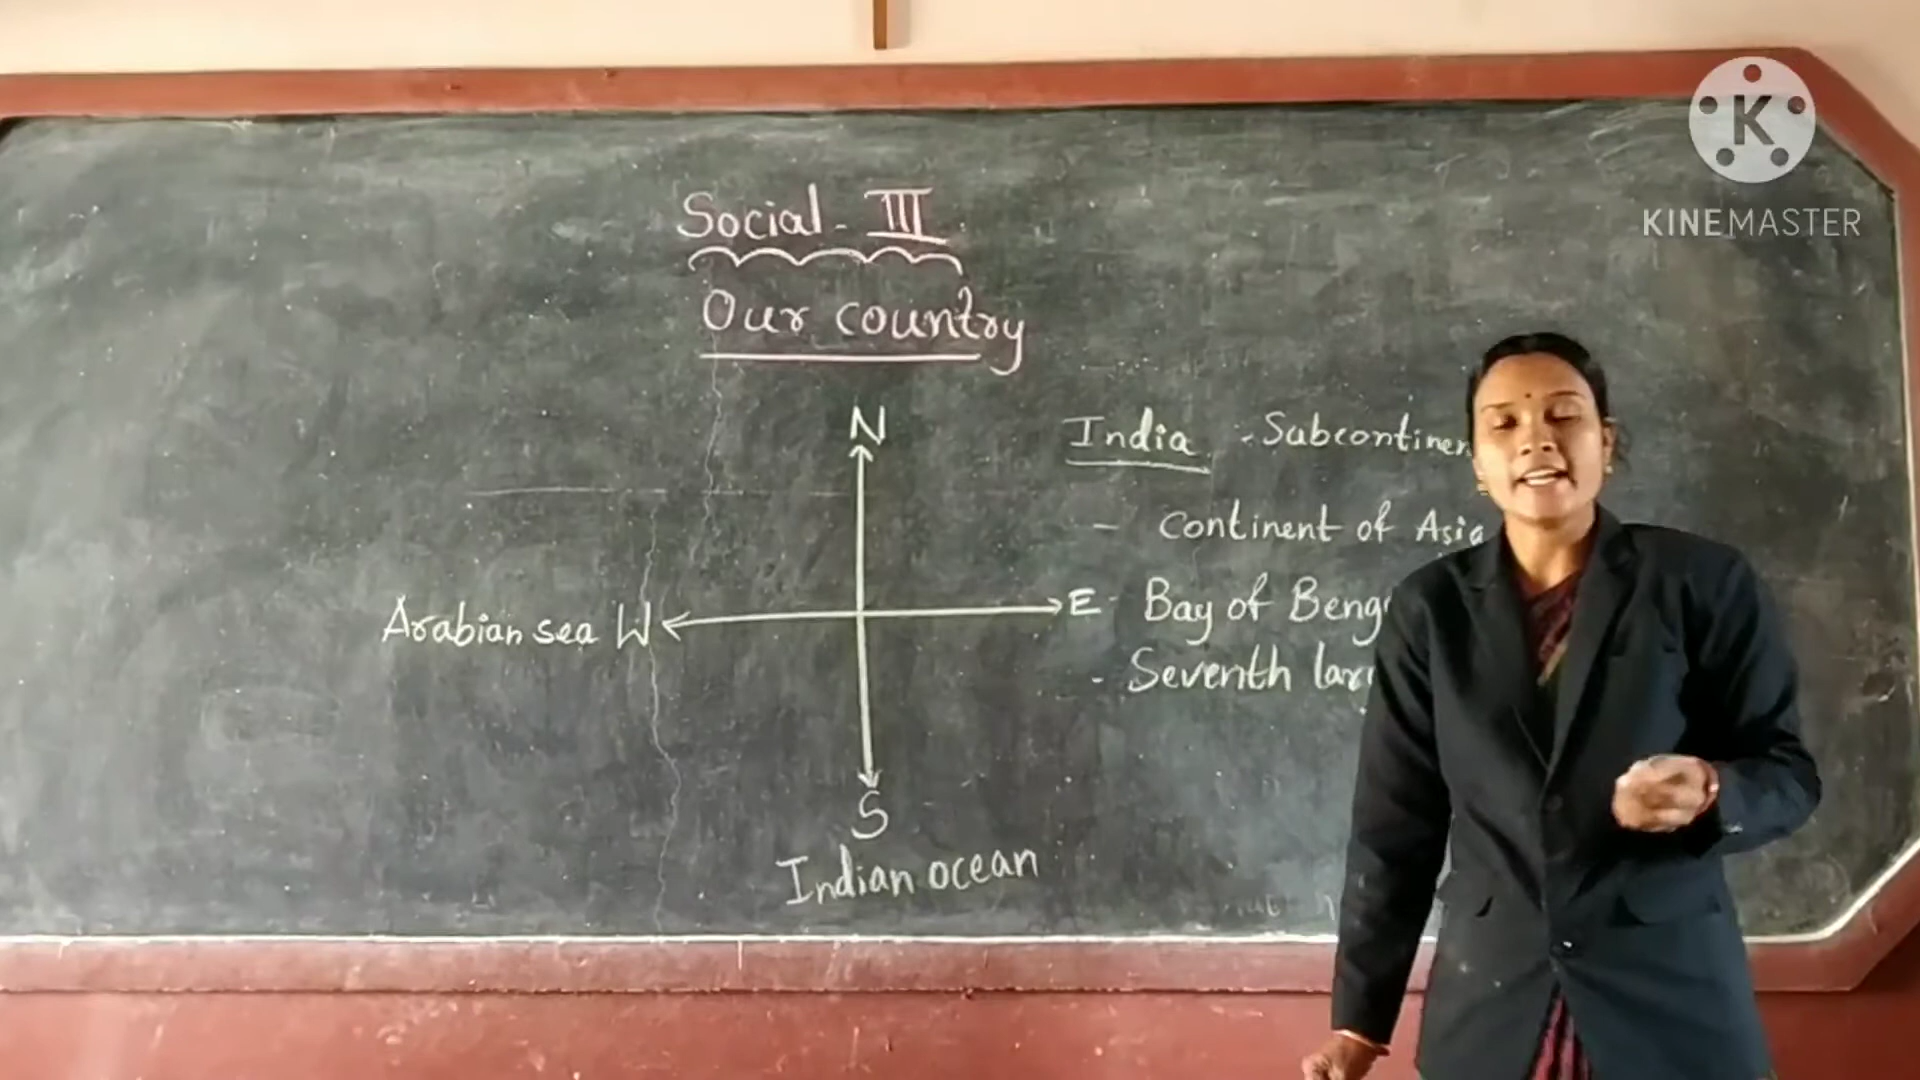 KINEMASTER
Social - III
Our country
N
India - Subcontinen
- Continent of Asia
Arabian sea W
E - Bay of Beng
- Seventh lar
S
Indian ocean